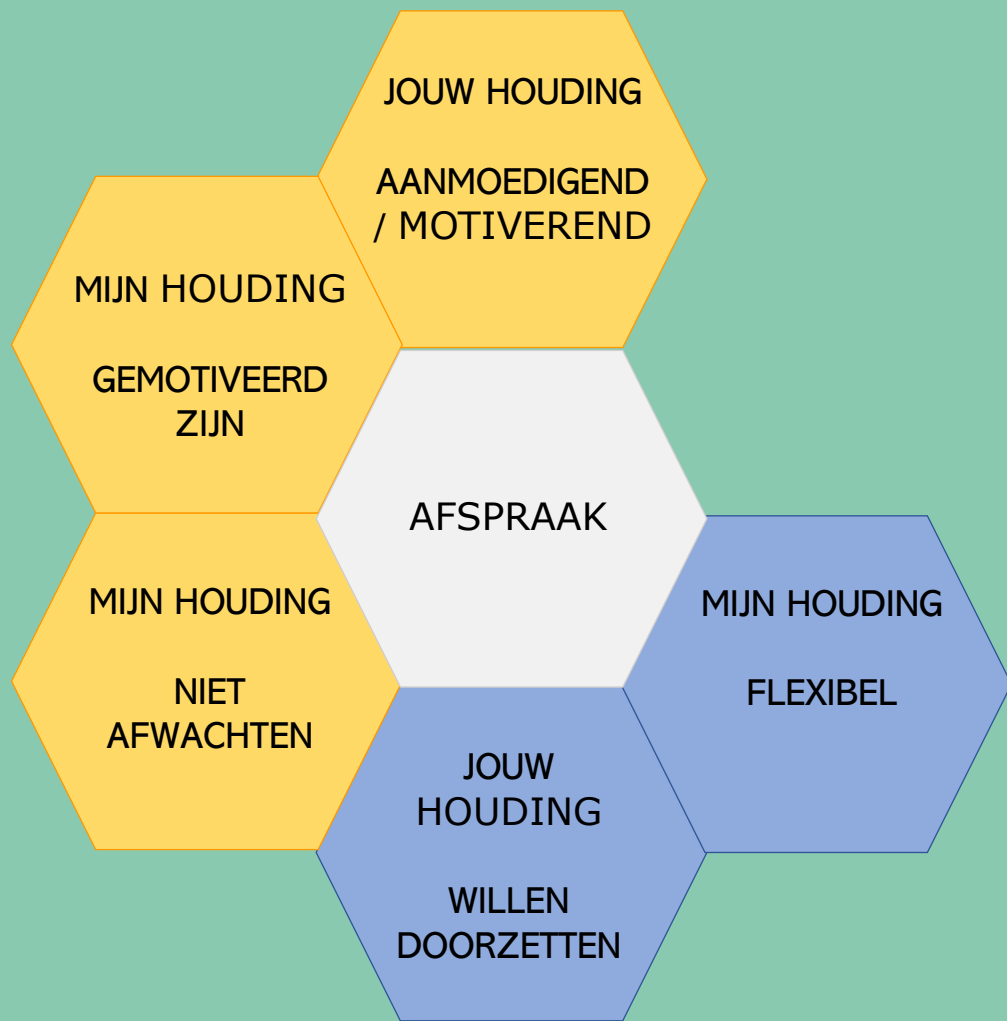 JOUW HOUDING
AANMOEDIGEND
/ MOTIVEREND
MIJN HOUDING
GEMOTIVEERD
ZIJN
AFSPRAAK
MIJN HOUDING
NIET
AFWACHTEN
MIJN HOUDING
FLEXIBEL
JOUW
HOUDING
WILLEN
DOORZETTEN